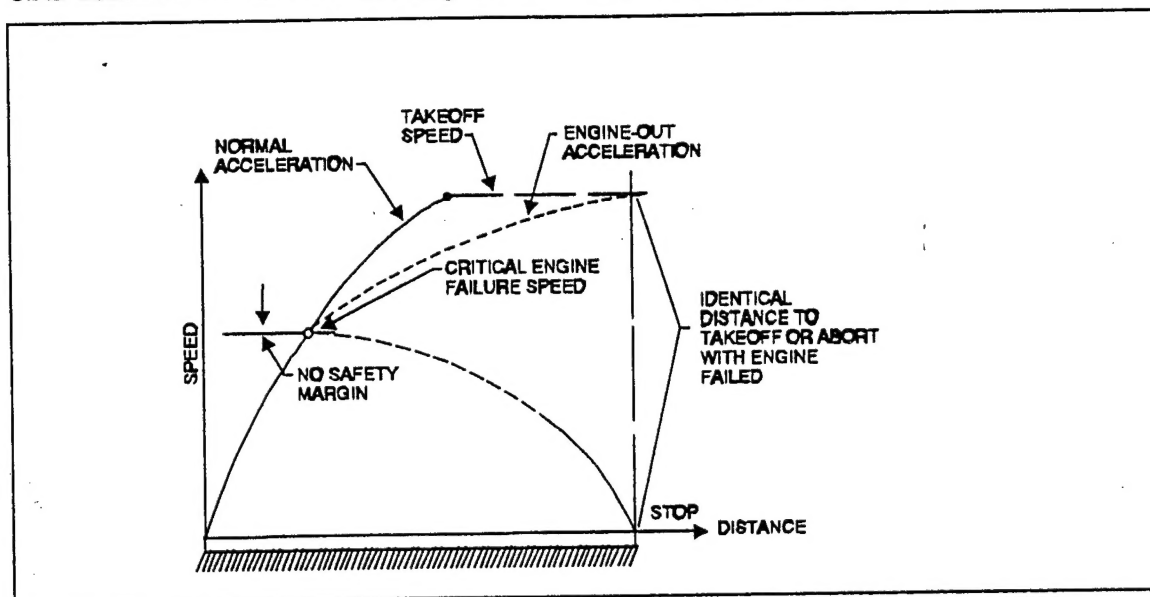 TAKEOFF
SPEED
NORMAL
ACCELERATION
ENGINE-OUT
ACCELERATION
CRITICAL ENGINE
FAILURE SPEED
SPEED
NO SAFETY
MARGIN
IDENTICAL
DISTANCE TO
TAKEOFF OR ABORT
WITH ENGINE
FAILED
STOP
DISTANCE